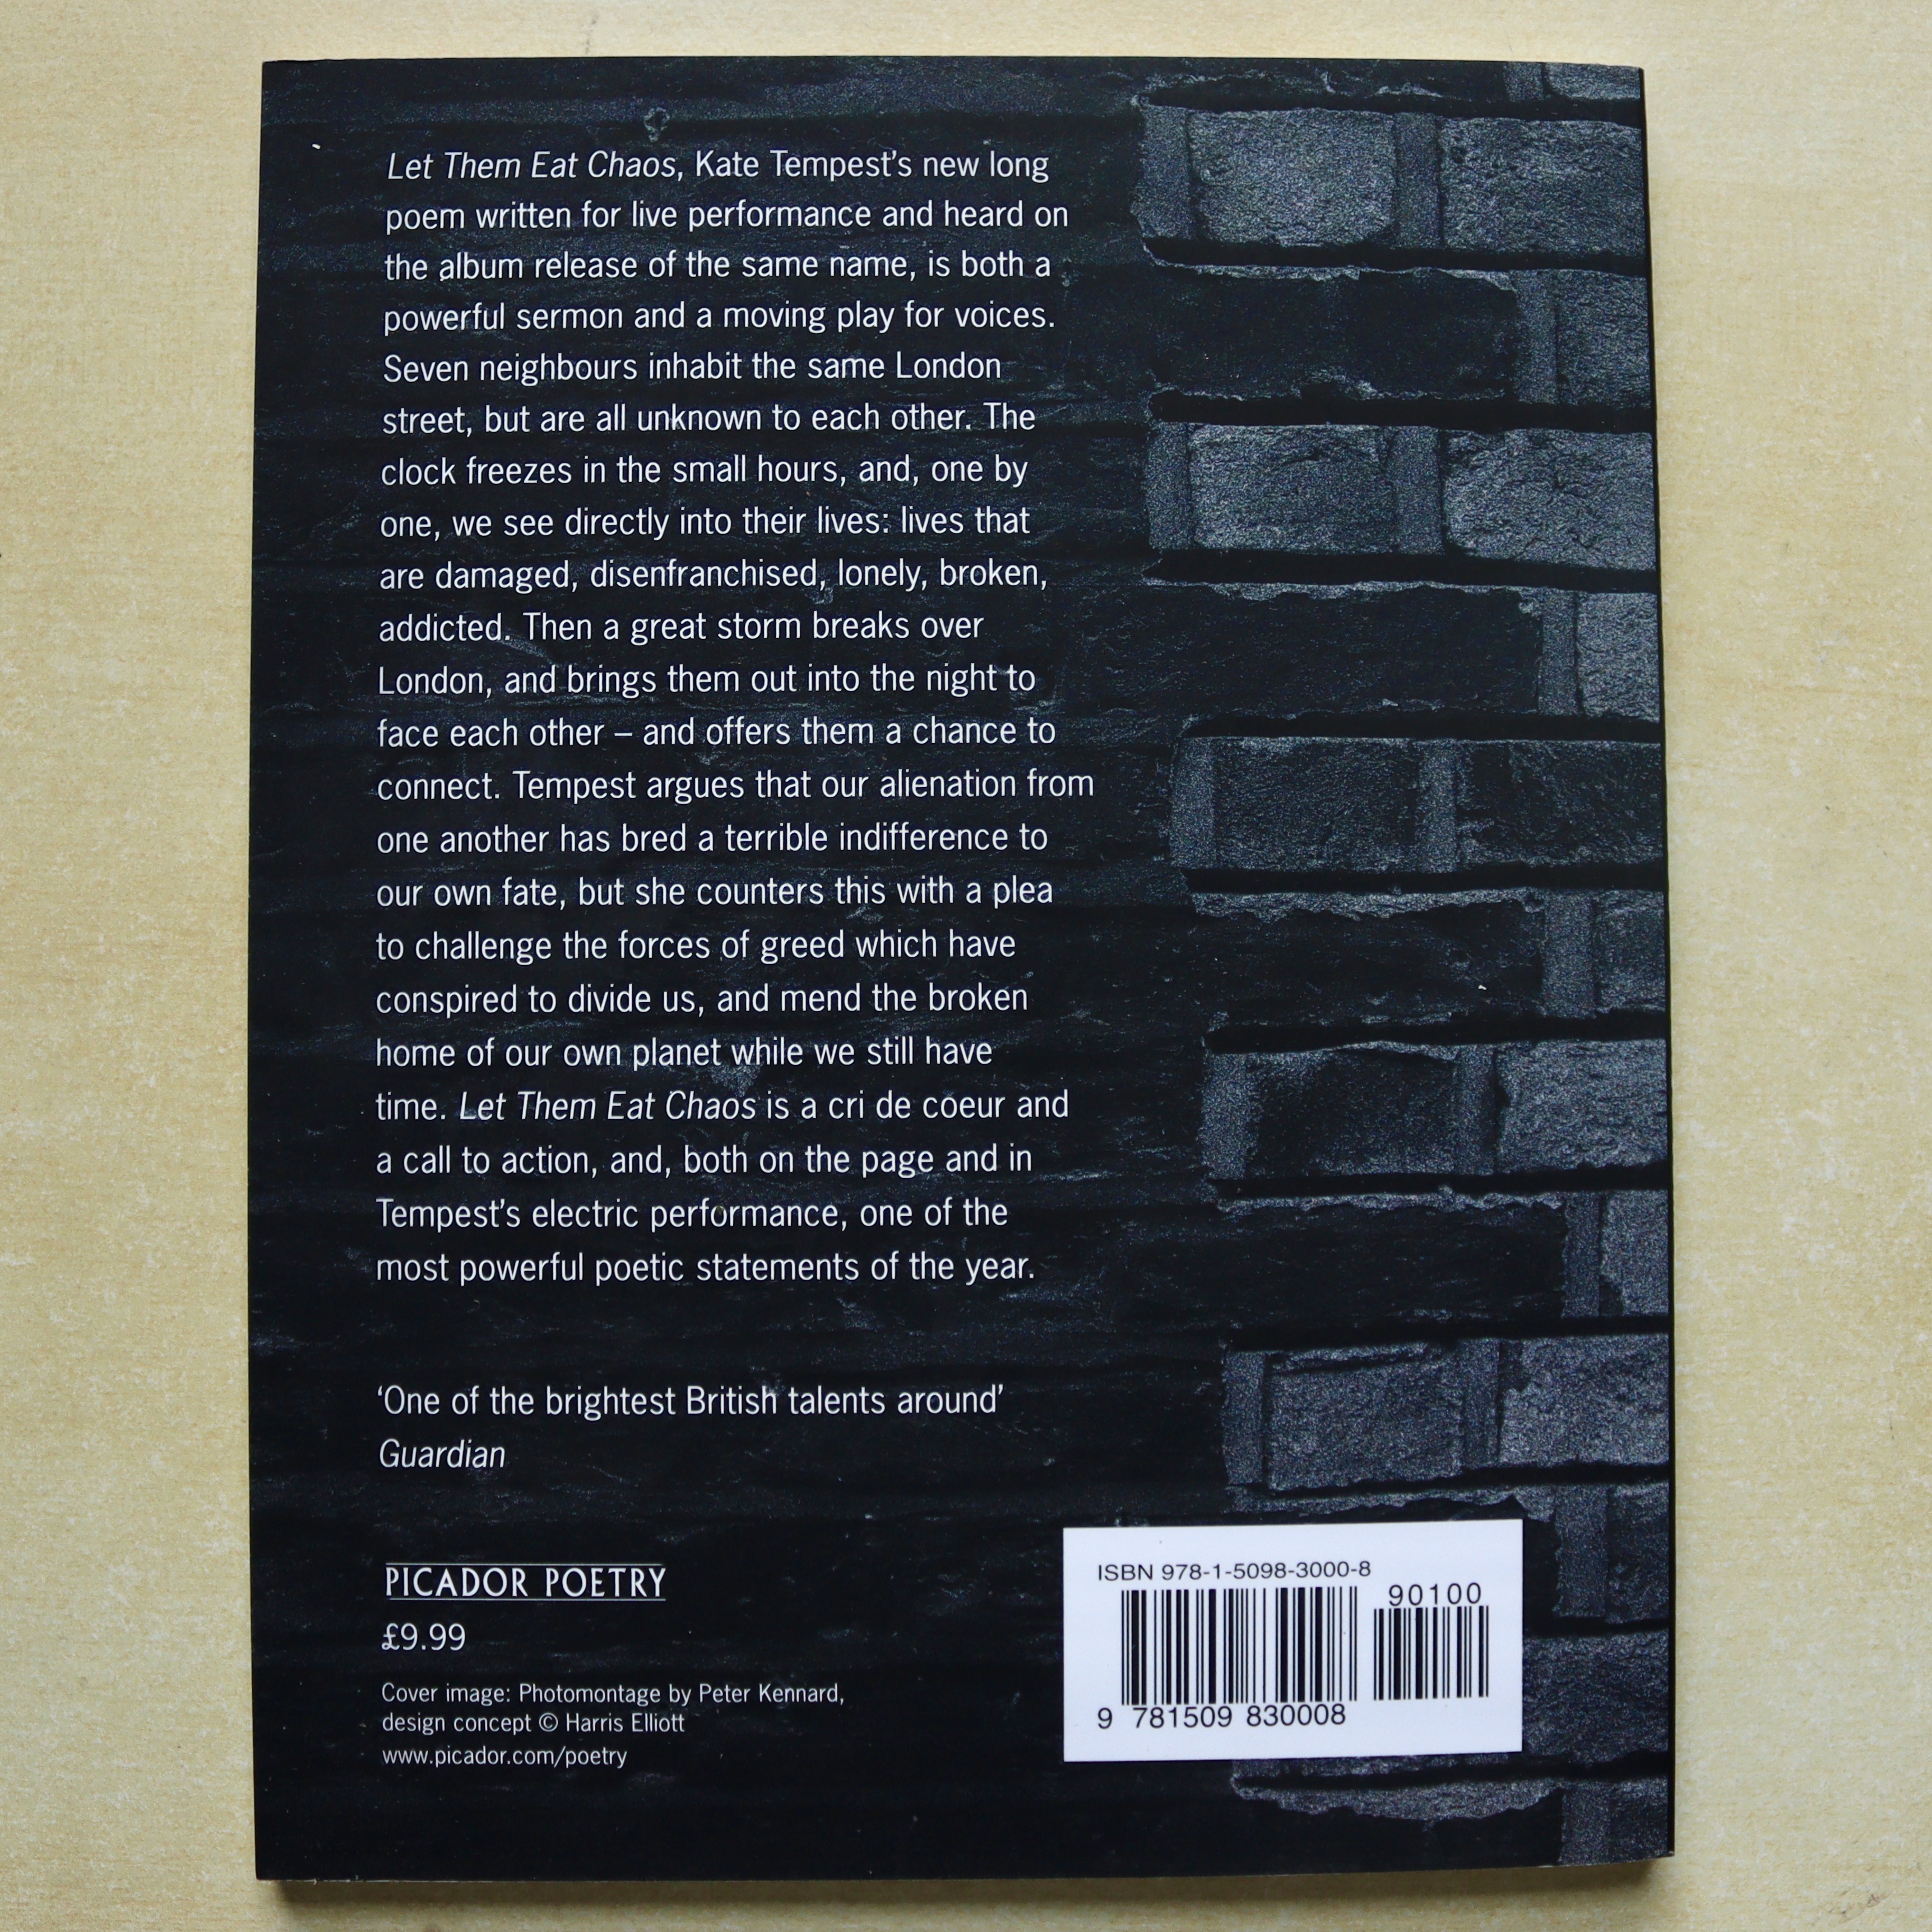 Let Them Eat Chaos, Kate Tempest's new long
poem written for live performance and heard on
the album release of the same name, is both a
powerful sermon and a moving play for voices.
Seven neighbours inhabit the same London
street, but are all unknown to each other. The
clock freezes in the small hours, and, one by
one, we see directly into their lives: lives that
are damaged, disenfranchised, lonely, broken,
addicted. Then a great storm breaks over
London, and brings them out into the night to
face each other – and offers them a chance to
connect. Tempest argues that our alienation from
one another has bred a terrible indifference to
our own fate, but she counters this with a plea
to challenge the forces of greed which have
conspired to divide us, and mend the broken
home of our own planet while we still have
time. Let Them Eat Chaos is a cri de coeur and
a call to action, and, both on the page and in
Tempest's electric performance, one of the
most powerful poetic statements of the year.
'One of the brightest British talents around'
Guardian
PICADOR POETRY
£9.99
Cover image: Photomontage by Peter Kennard,
design concept © Harris Elliott
www.picador.com/poetry
ISBN 978-1-5098-3000-8
90100
9 781509 830008